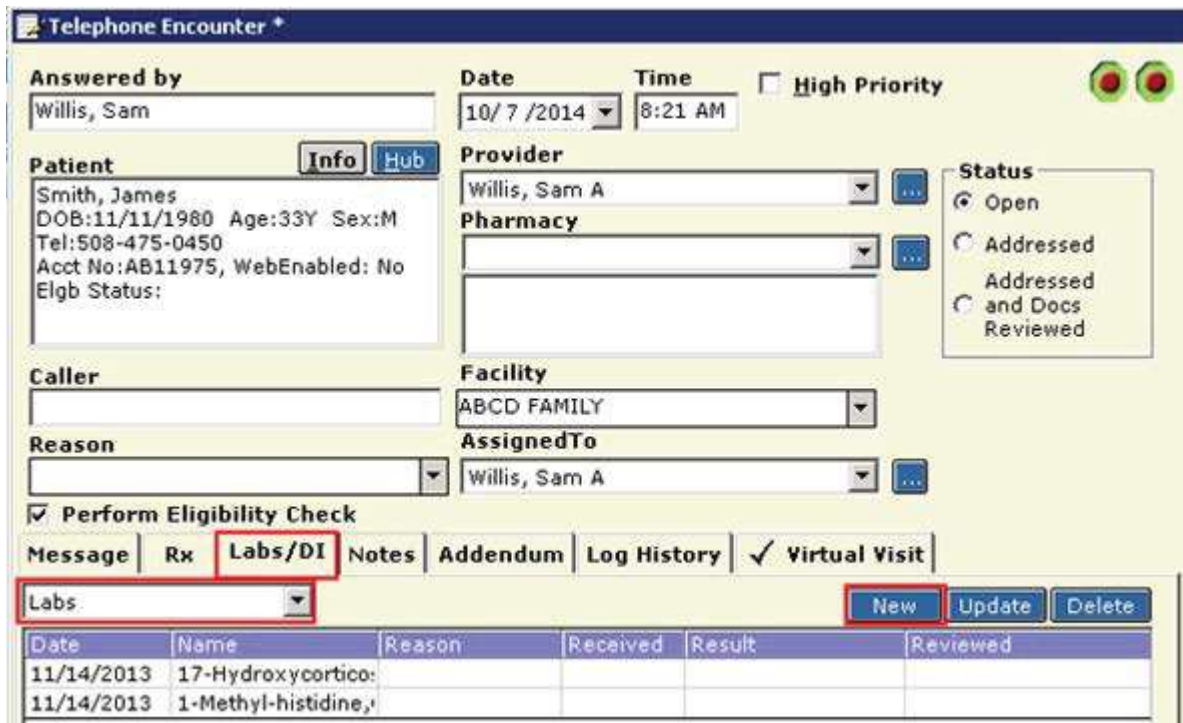 Telephone Encounter *
Answered by
Willis, Sam
Date
10/ 7 /2014
Time
8:21 AM
High Priority
Patient
Info
Hub
Smith, James
DOB:11/11/1980 Age:33Y Sex:M
Tel:508-475-0450
Acct No:AB11975, WebEnabled: No
Elgb Status:
Provider
Willis, Sam A
...
Pharmacy
...
Status
Open
Addressed
Addressed
and Docs
Reviewed
Caller
Facility
ABCD FAMILY
Reason
AssignedTo
Willis, Sam A
...
Perform Eligibility Check
Message Rx Labs/DI Notes Addendum Log History Virtual Visit
Labs
New Update Delete
Date Name Reason Received Result Reviewed
11/14/2013 17-Hydroxycortico
11/14/2013 1-Methyl-histidine,